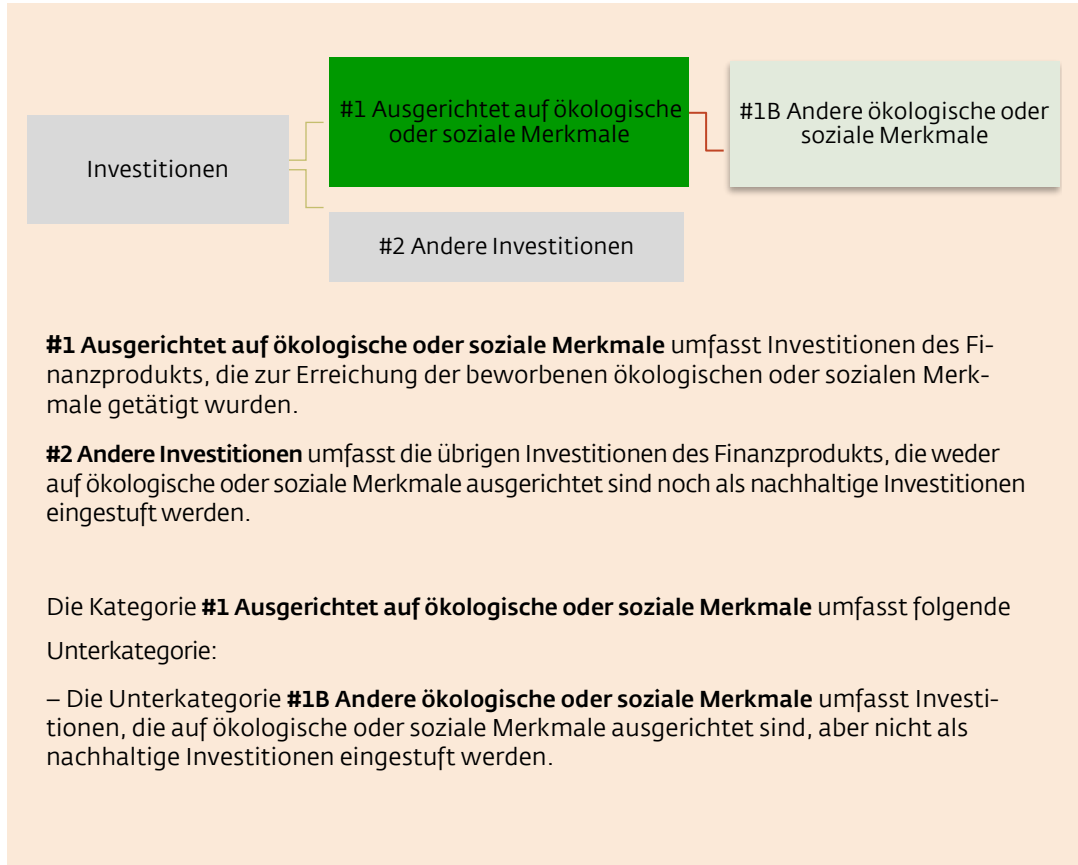 #1 Ausgerichtet auf ökologische
oder soziale Merkmale
#1B Andere ökologische oder
soziale Merkmale
Investitionen
#2 Andere Investitionen
#1 Ausgerichtet auf ökologische oder soziale Merkmale umfasst Investitionen des Fi-
nanzprodukts, die zur Erreichung der beworbenen ökologischen oder sozialen Merk-
male getätigt wurden.
#2 Andere Investitionen umfasst die übrigen Investitionen des Finanzprodukts, die weder
auf ökologische oder soziale Merkmale ausgerichtet sind noch als nachhaltige Investitionen
eingestuft werden.
Die Kategorie #1 Ausgerichtet auf ökologische oder soziale Merkmale umfasst folgende
Unterkategorie:
– Die Unterkategorie #1B Andere ökologische oder soziale Merkmale umfasst Investi-
tionen, die auf ökologische oder soziale Merkmale ausgerichtet sind, aber nicht als
nachhaltige Investitionen eingestuft werden.